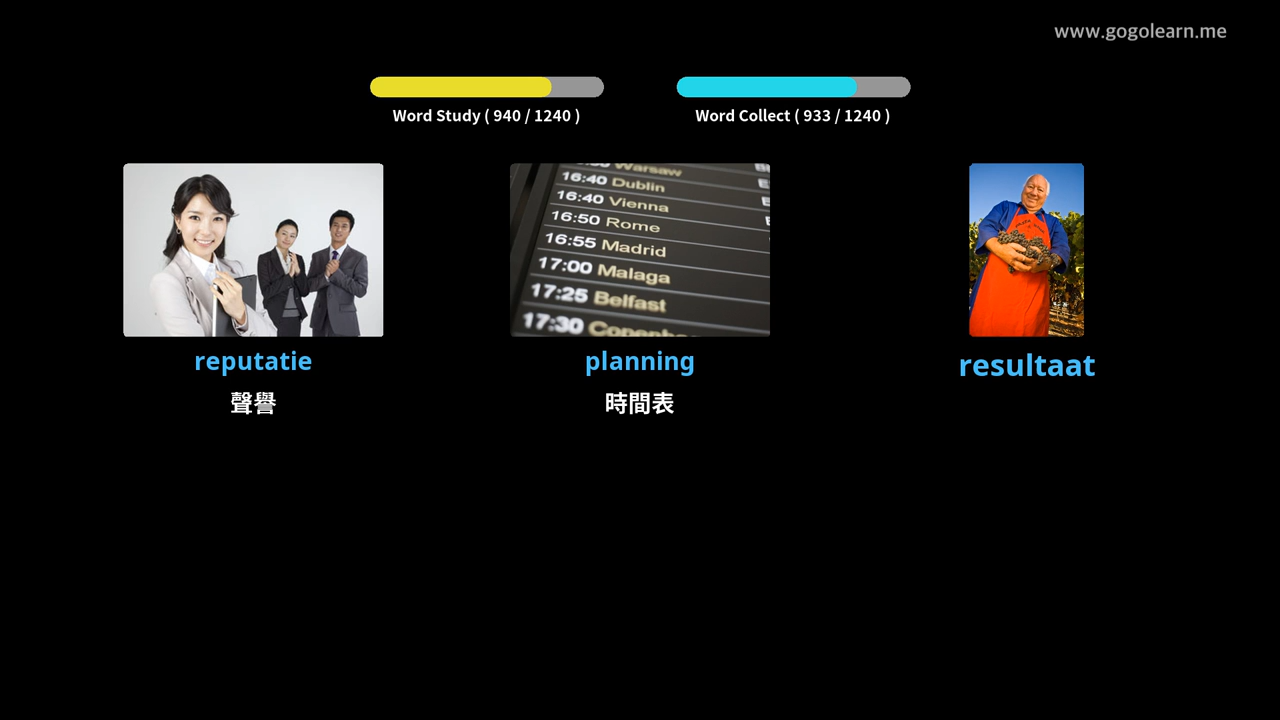 www.gogolearn.me
Word Study ( 940 / 1240 )
Word Collect ( 933 / 1240 )
Warsaw
16:40 Dublin
16:40 Vienna
16:50 Rome
16:55 Madrid
17:00 Malaga
17:25 Belfast
17:30
reputatie
planning
resultaat
聲譽
時間表